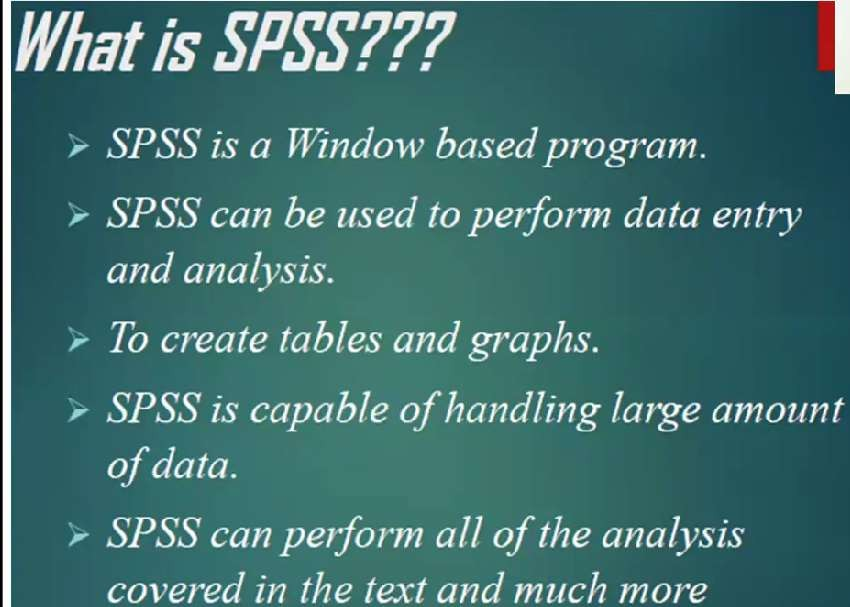 What is SPSS???
➢ SPSS is a Window based program.
➢ SPSS can be used to perform data entry
and analysis.
➢ To create tables and graphs.
➢ SPSS is capable of handling large amount
of data.
➢ SPSS can perform all of the analysis
covered in the text and much more